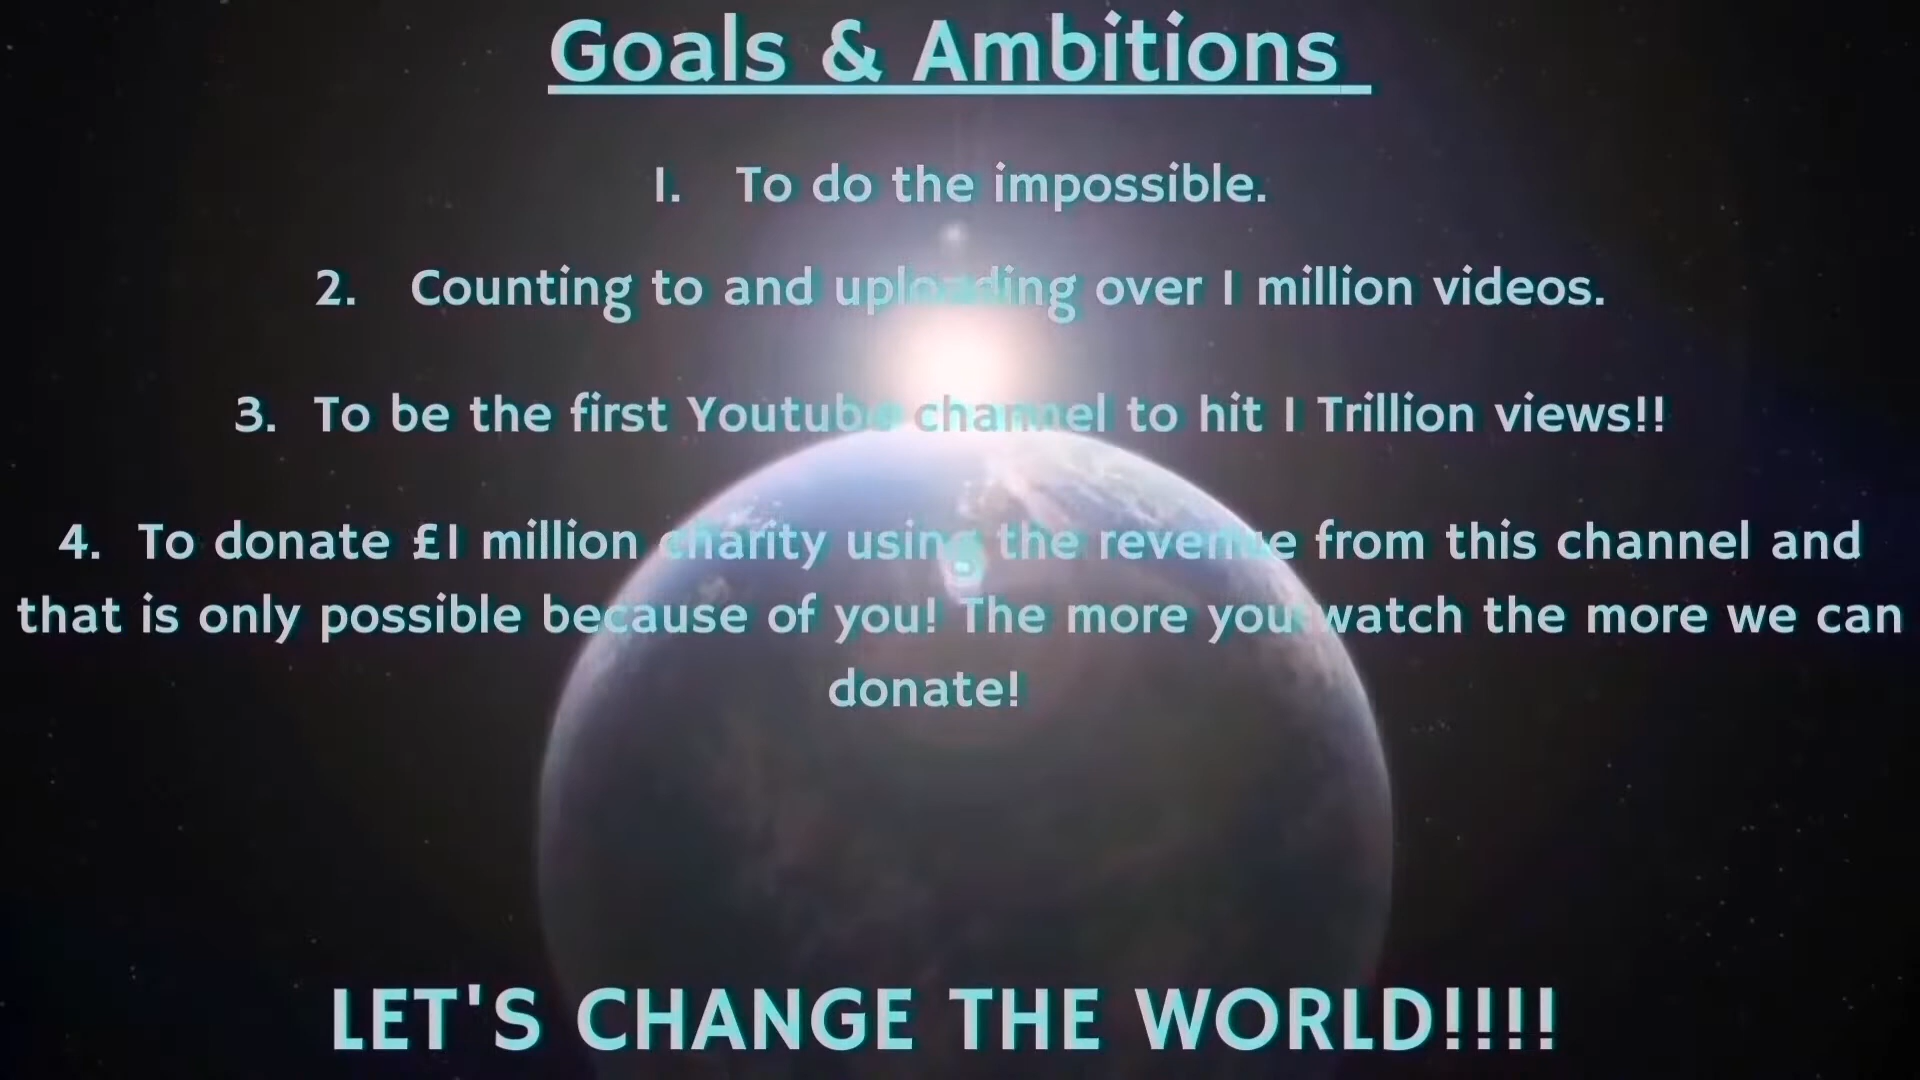 Goals & Ambitions
1. To do the impossible.
2. Counting to and uploading over 1 million videos.
3. To be the first Youtube channel to hit 1 Trillion views!!
4. To donate £1 million charity using the revenue from this channel and
that is only possible because of you! The more you watch the more we can
donate!
LET'S CHANGE THE WORLD!!!!